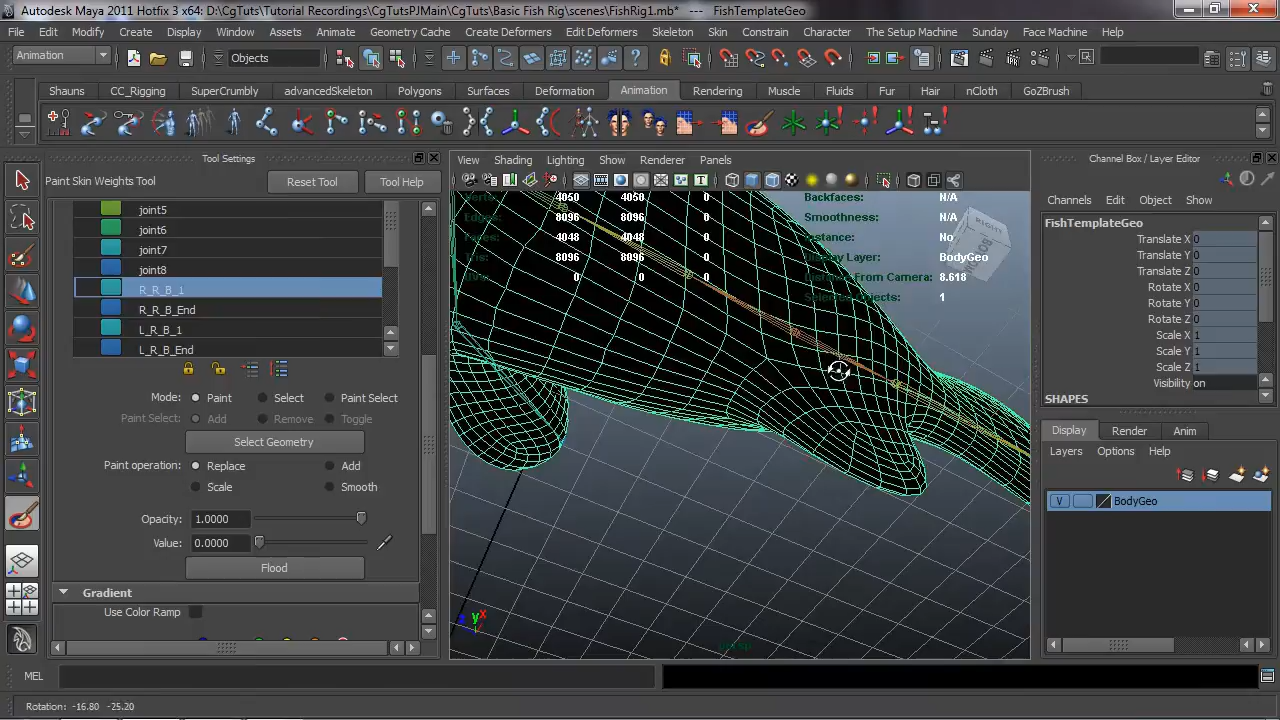 Autodesk Maya 2011 Hotfix 3 x64: D:\CgTuts\Tutorial Recordings\CgTutsPJMain\CgTuts\Basic Fish Rig\scenes\FishRig1.mb* --- FishTemplateGeo
File Edit Modify Create Display Window Assets Animate Geometry Cache Create Deformers Edit Deformers Skeleton Skin Constrain Character The Setup Machine Sunday Face Machine Help
Animation Objects
Shauns CC_Rigging SuperCrumbly advancedSkeleton Polygons Surfaces Deformation Animation Rendering Muscle Fluids Fur Hair nCloth GoZBrush
Tool Settings
Paint Skin Weights Tool Reset Tool Tool Help
joint5
joint6
joint7
joint8
R_R_B_1
R_R_B_End
L_R_B_1
L_R_B_End
Mode: Paint Select Paint Select
Paint Select: Add Remove Toggle
Select Geometry
Paint operation: Replace Add
Scale Smooth
Opacity: 1.0000
Value: 0.0000
Flood
Gradient
Use Color Ramp
View Shading Lighting Show Renderer Panels
Verts 4050 4050 0
Edges: 8096 8096 0
Faces: 4048 4048 0
Tris: 8096 8096 0
0 0 0
Backfaces: N/A
Smoothness: N/A
Instance: No
Display Layer: BodyGeo
Distance From Camera: 8.618
Selected Objects: 1
RIGHT
persp
y x
Channel Box / Layer Editor
Channels Edit Object Show
FishTemplateGeo
Translate X 0
Translate Y 0
Translate Z 0
Rotate X 0
Rotate Y 0
Rotate Z 0
Scale X 1
Scale Y 1
Scale Z 1
Visibility on
SHAPES
Display Render Anim
Layers Options Help
V BodyGeo
MEL
Rotation: -16.80 -25.20